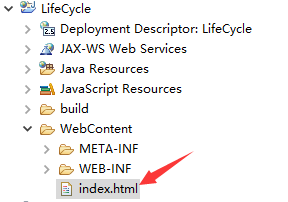 LifeCycle
Deployment Descriptor: LifeCycle
JAX-WS Web Services
Java Resources
JavaScript Resources
build
WebContent
META-INF
WEB-INF
index.html